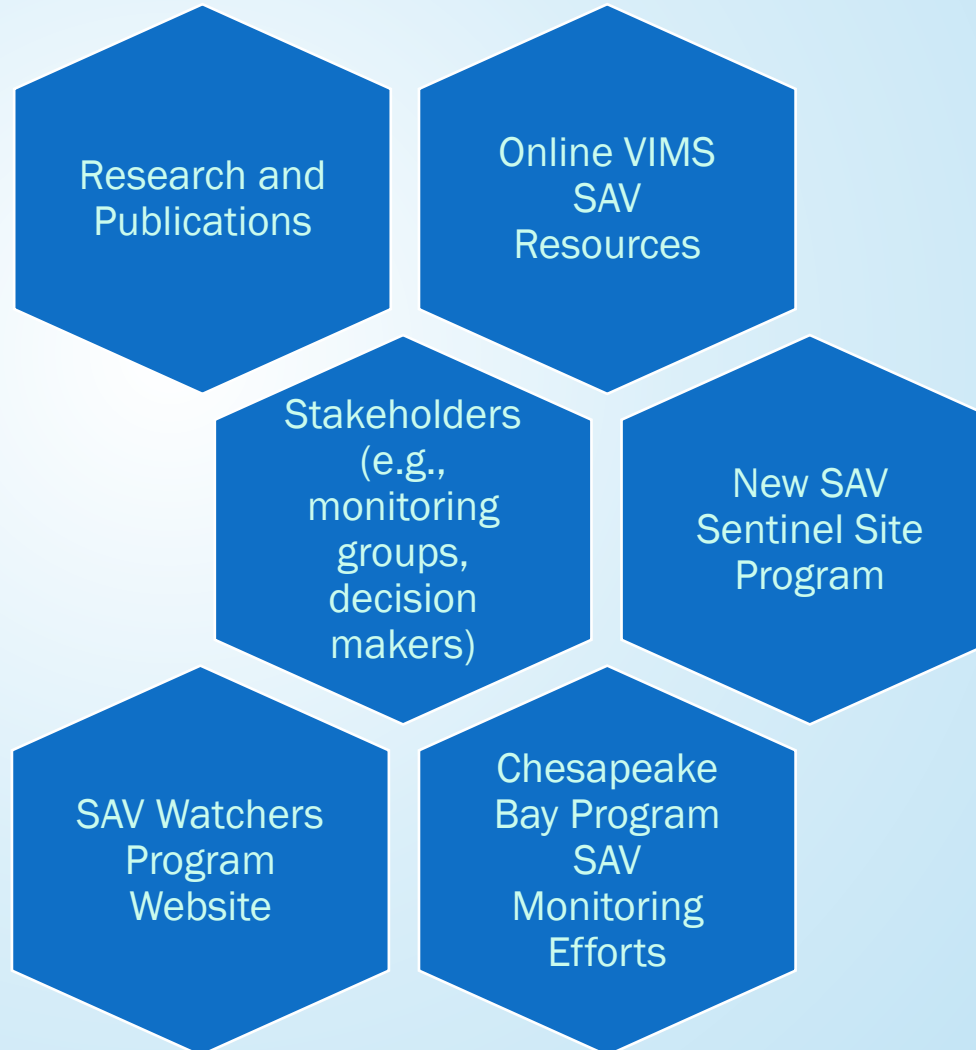 Research and
Publications
Online VIMS
SAV
Resources
Stakeholders
(e.g.,
monitoring
groups,
decision
makers)
New SAV
Sentinel Site
Program
SAV Watchers
Program
Website
Chesapeake
Bay Program
SAV
Monitoring
Efforts